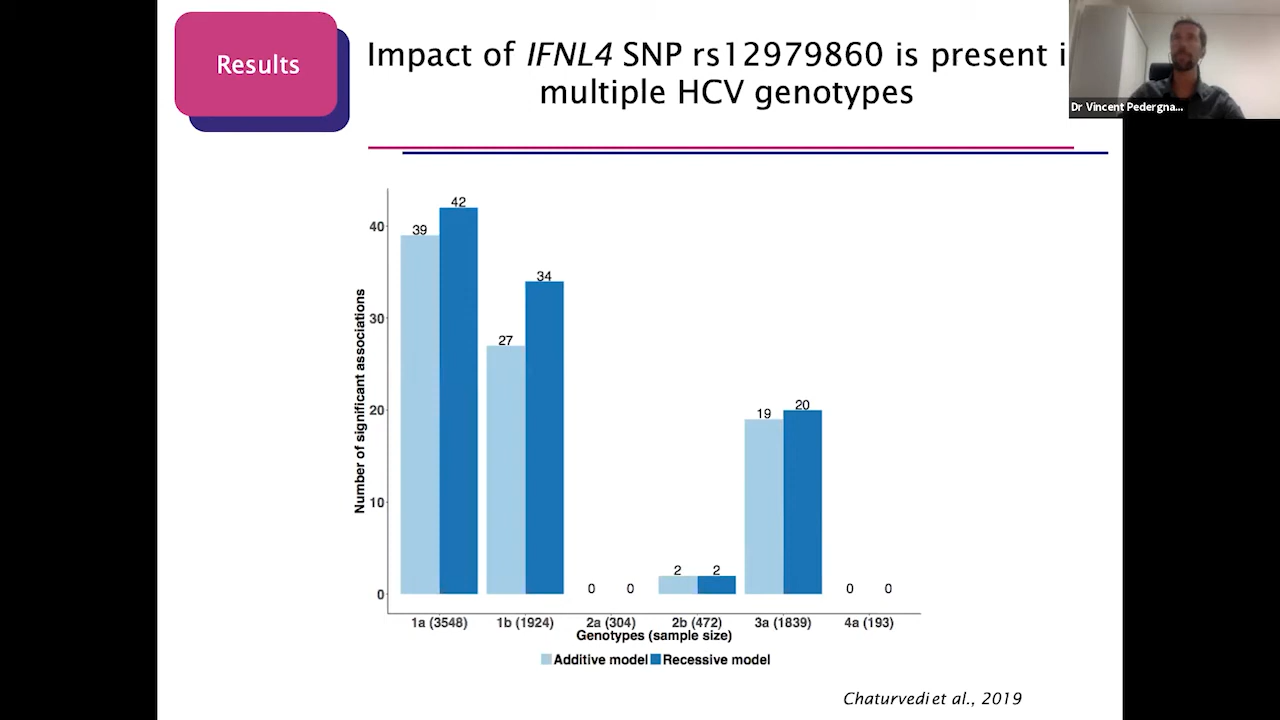 Results
Impact of IFNL4 SNP rs12979860 is present i
multiple HCV genotypes
Dr Vincent Pedergna...
Number of significant associations
40
30
20
10
0
39
42
27
34
0
0
2
2
19
20
0
0
1a (3548)
1b (1924)
2a (304)
2b (472)
3a (1839)
4a (193)
Genotypes (sample size)
Additive model
Recessive model
Chaturvedi et al., 2019